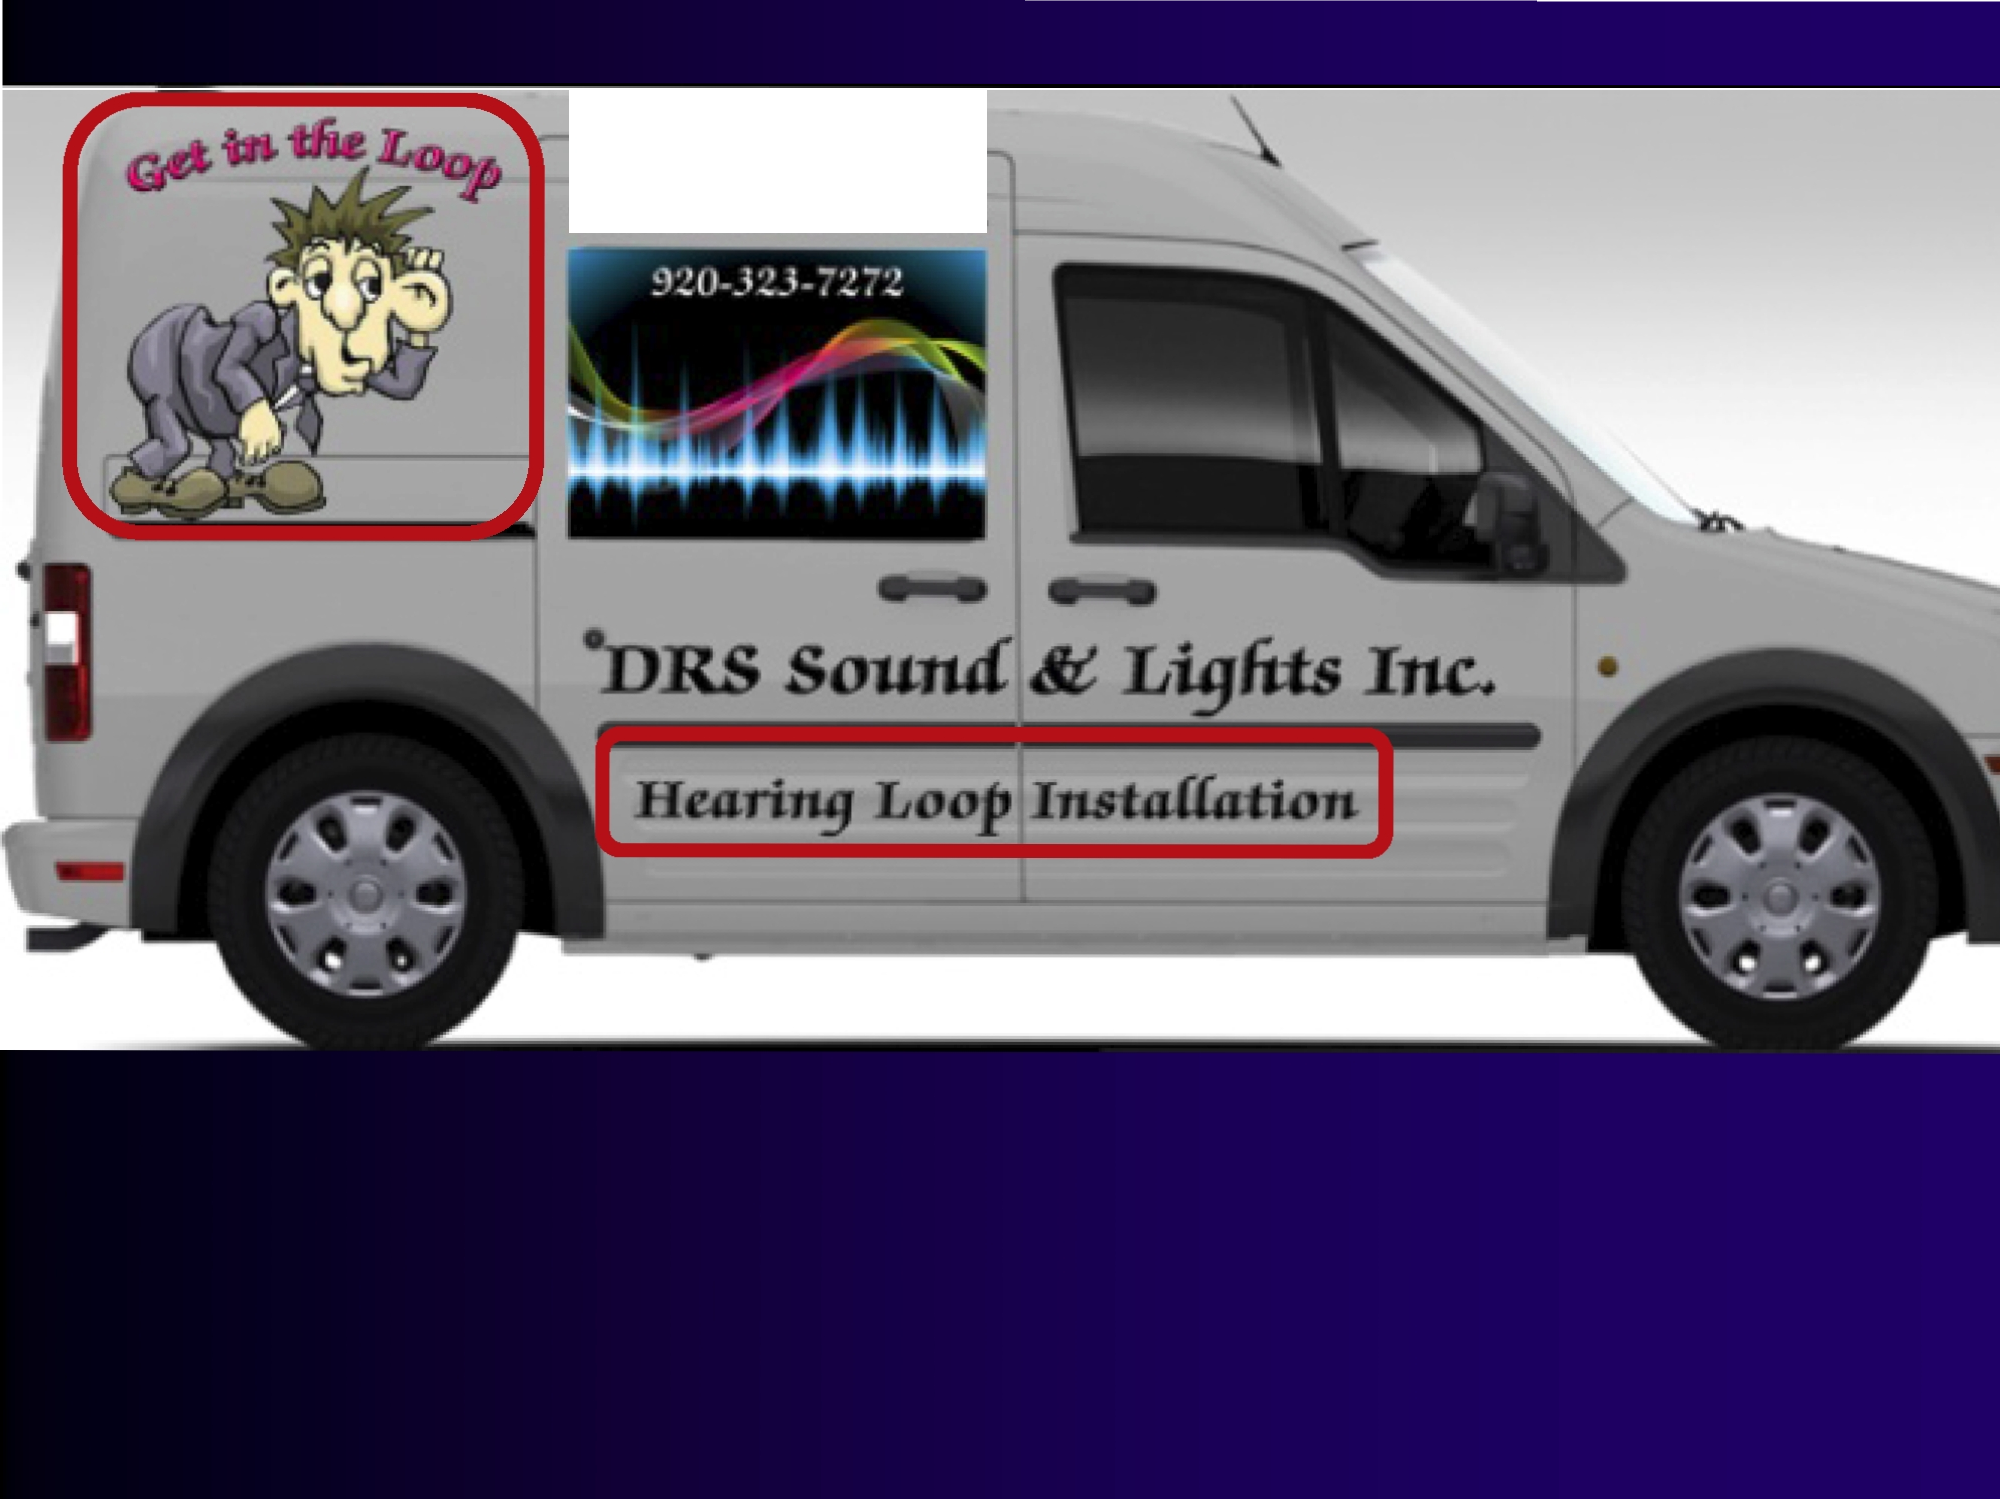 Get in the Loop
920-323-7272
DRS Sound & Lights Inc.
Hearing Loop Installation